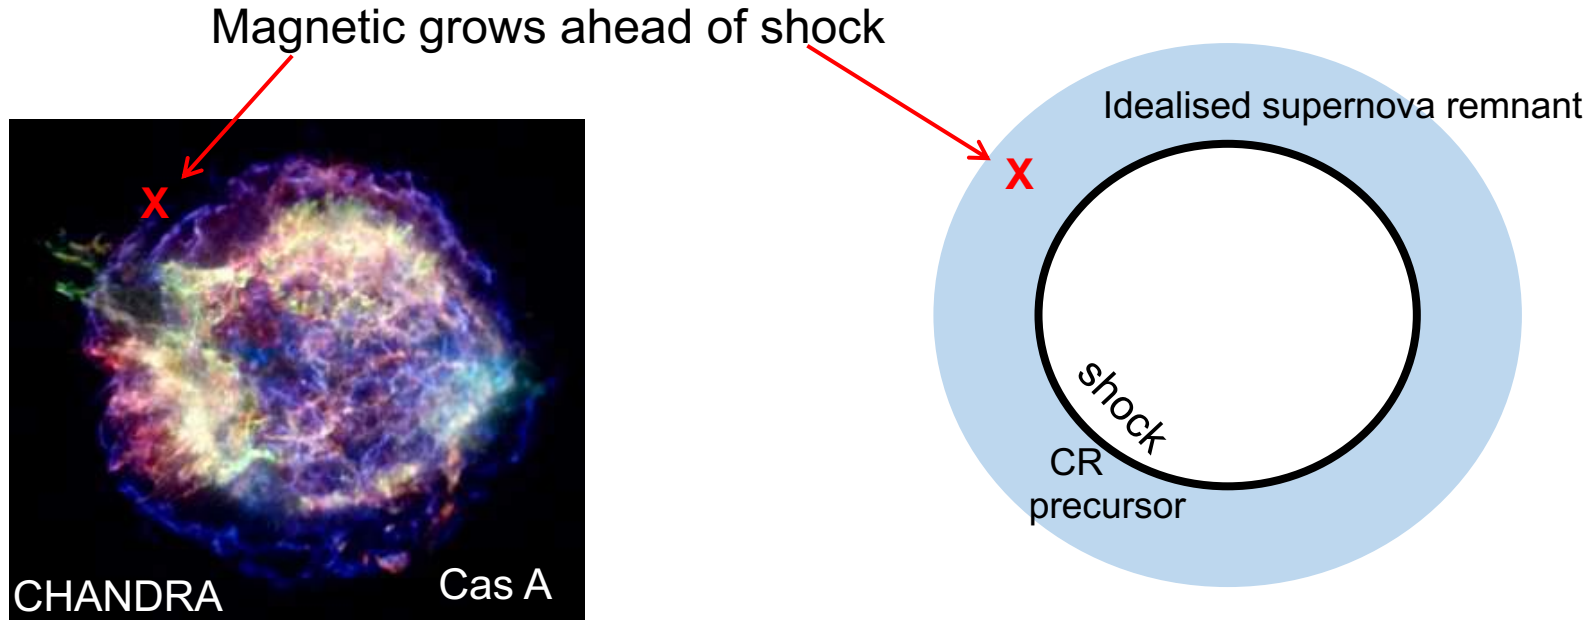 Magnetic grows ahead of shock
Idealised supernova remnant
X
X
shock
CR
precursor
CHANDRA
Cas A